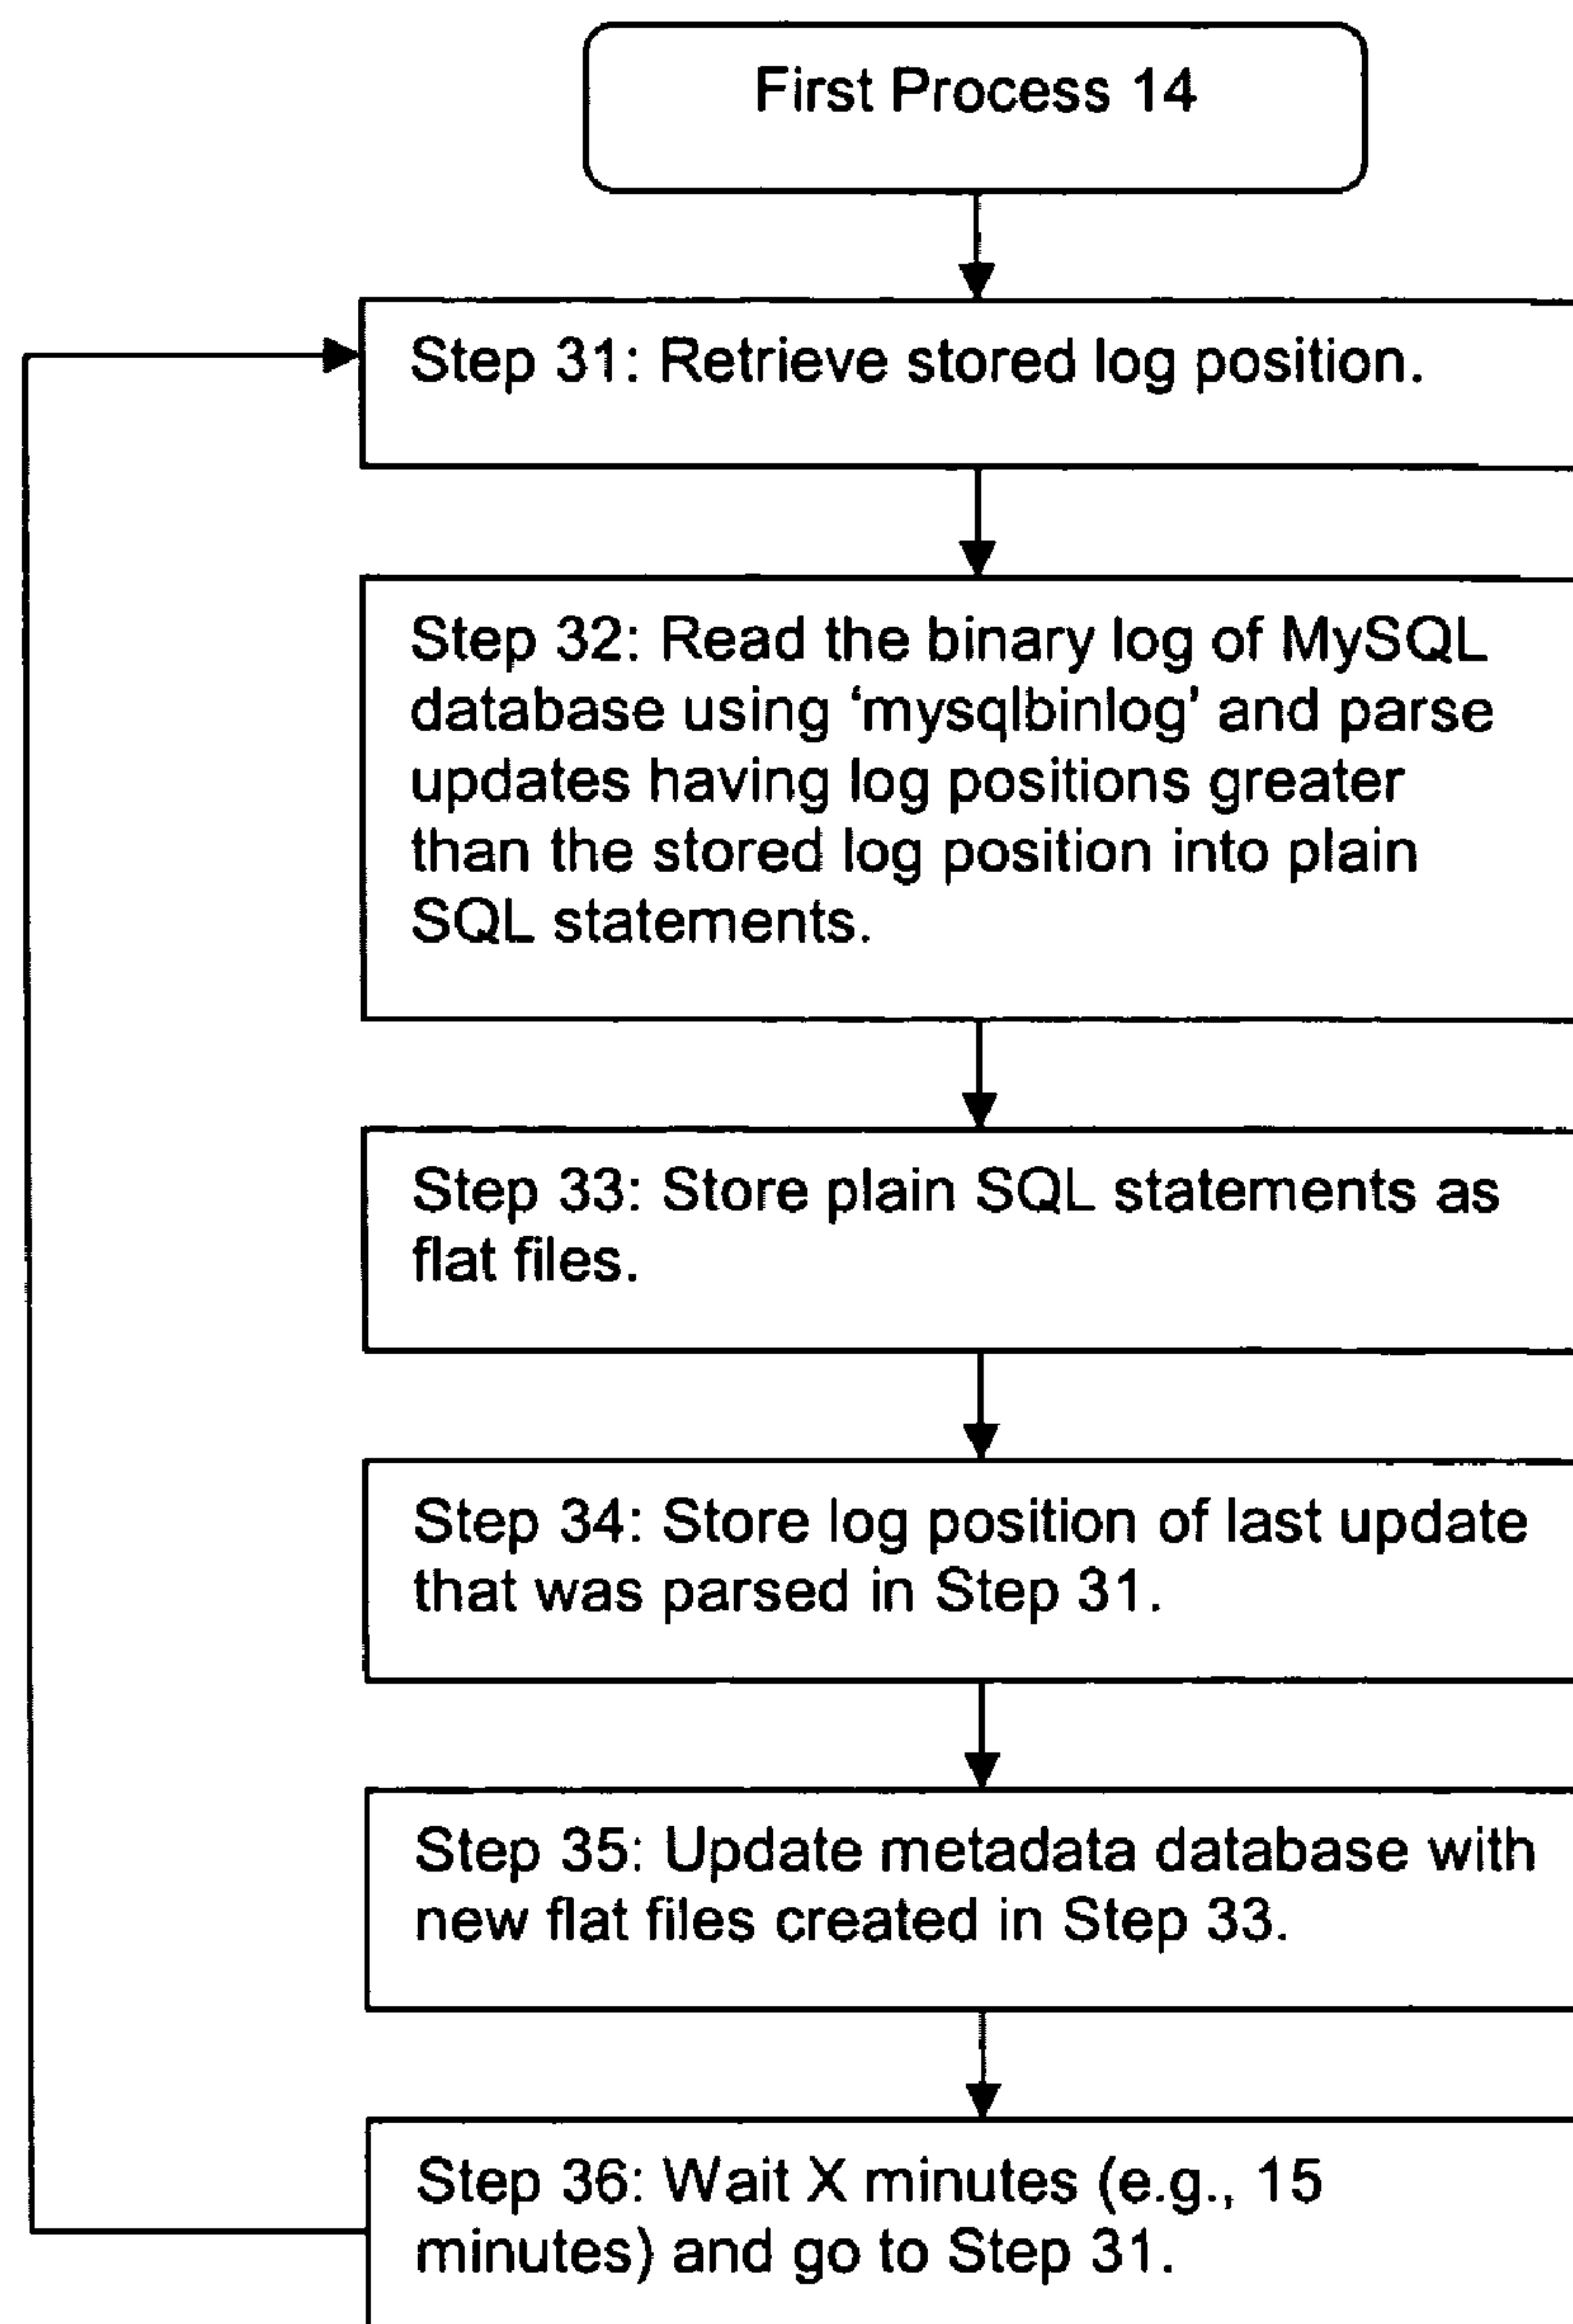 First Process 14
Step 31: Retrieve stored log position.
Step 32: Read the binary log of MySQL
database using ‘mysqlbinlog’ and parse
updates having log positions greater
than the stored log position into plain
SQL statements.
Step 33: Store plain SQL statements as
flat files.
Step 34: Store log position of last update
that was parsed in Step 31.
Step 35: Update metadata database with
new flat files created in Step 33.
Step 36: Wait X minutes (e.g., 15
minutes) and go to Step 31.